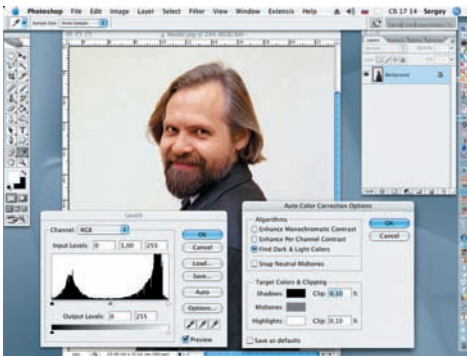 Photoshop File Edit Image Layer Select Filter View Window Extensis Help Сб 17 14 Sergey
Sample Size:
Background
Levels
Channel: RGB
Input Levels: 0 1,00 255
Output Levels: 0 255
OK
Cancel
Load...
Save...
Auto
Options...
Preview
Auto Color Correction Options
Algorithms
Enhance Monochromatic Contrast
Enhance Per Channel Contrast
Find Dark & Light Colors
Snap Neutral Midtones
Target Colors & Clipping
Shadows: Clip: 0,10 %
Midtones:
Highlights: Clip: 0,10 %
Save as defaults
OK
Cancel